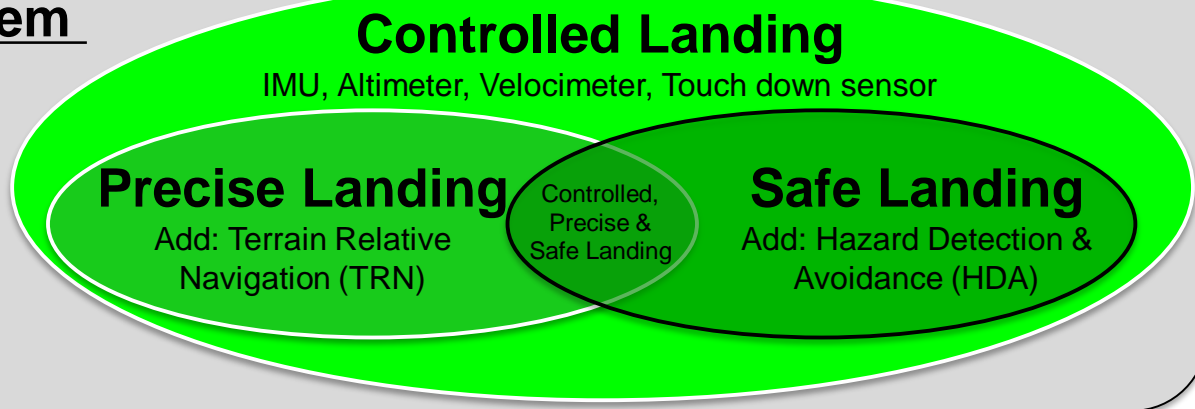 em
Controlled Landing
IMU, Altimeter, Velocimeter, Touch down sensor
Precise Landing
Add: Terrain Relative
Navigation (TRN)
Controlled,
Precise &
Safe Landing
Safe Landing
Add: Hazard Detection &
Avoidance (HDA)